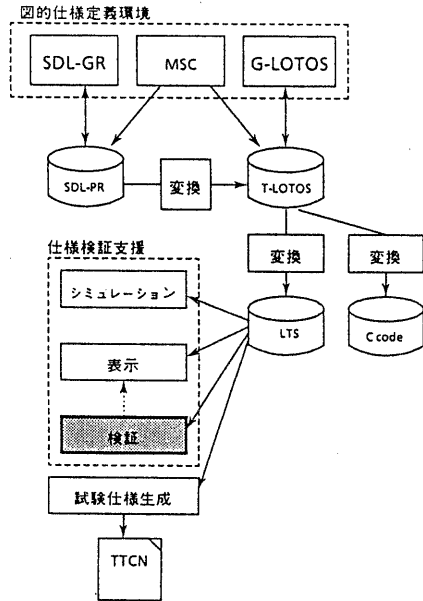 図的仕様定義環境
SDL-GR
MSC
G-LOTOS
SDL-PR
変換
T-LOTOS
変換
変換
仕様検証支援
シミュレーション
LTS
C code
表示
検証
試験仕様生成
TTCN